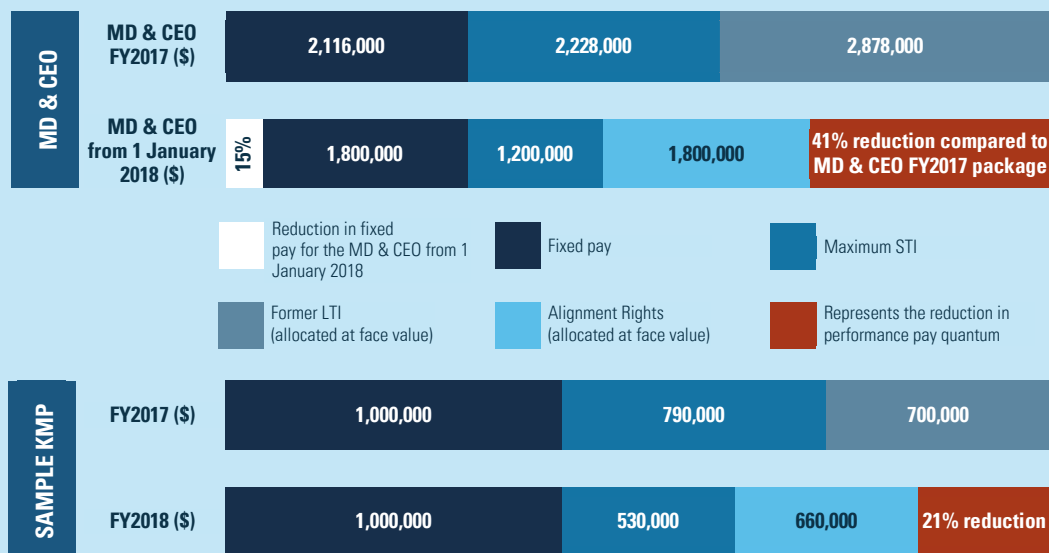 MD & CEO
MD & CEO
FY2017 ($)
2,116,000
2,228,000
2,878,000
MD & CEO
from 1 January
2018 ($)
15%
1,800,000
1,200,000
1,800,000
41% reduction compared to
MD & CEO FY2017 package
Reduction in fixed
pay for the MD & CEO from 1
January 2018
Fixed pay
Maximum STI
Former LTI
(allocated at face value)
Alignment Rights
(allocated at face value)
Represents the reduction in
performance pay quantum
SAMPLE KMP
FY2017 ($)
1,000,000
790,000
700,000
FY2018 ($)
1,000,000
530,000
660,000
21% reduction